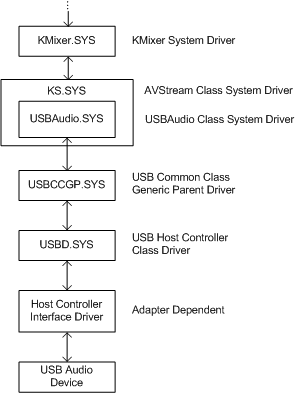 KMixer.SYS
KMixer System Driver
KS.SYS
AVStream Class System Driver
USBAudio.SYS
USBAudio Class System Driver
USBCCGP.SYS
USB Common Class
Generic Parent Driver
USBD.SYS
USB Host Controller
Class Driver
Host Controller
Interface Driver
Adapter Dependent
USB Audio
Device